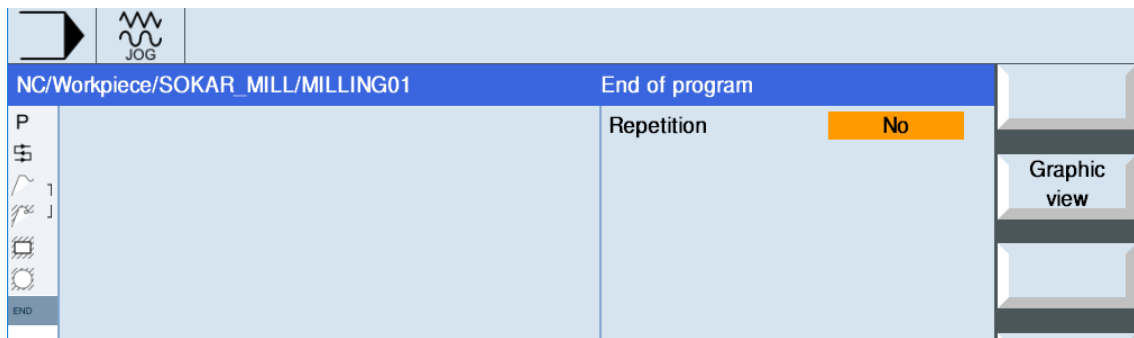 JOG
NC/Workpiece/SOKAR_MILL/MILLING01
End of program
P
Repetition
No
Graphic
view
END